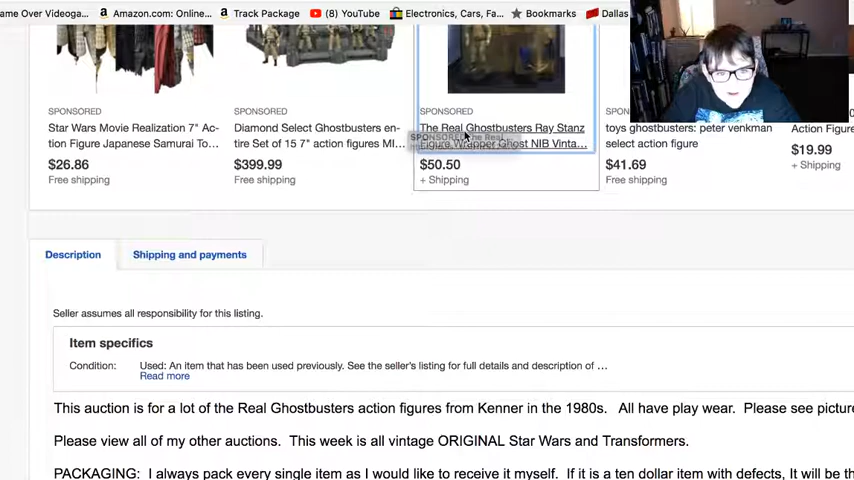 ame Over Videoga... Amazon.com: Online... Track Package (8) YouTube Electronics, Cars, Fa... Bookmarks Dallas
SPONSORED
Star Wars Movie Realization 7" Ac-
tion Figure Japanese Samurai To...
$26.86
Free shipping
SPONSORED
Diamond Select Ghostbusters en-
tire Set of 15 7" action figures MI...
$399.99
Free shipping
SPONSORED
The Real Ghostbusters Ray Stanz
Figure Wrapper Ghost NIB Vinta...
$50.50
+ Shipping
SPON
toys ghostbusters: peter venkman
select action figure
$41.69
Free shipping
Action Figure
$19.99
+ Shipping
Description
Shipping and payments
Seller assumes all responsibility for this listing.
Item specifics
Condition: Used: An item that has been used previously. See the seller's listing for full details and description of ...
Read more
This auction is for a lot of the Real Ghostbusters action figures from Kenner in the 1980s. All have play wear. Please see picture
Please view all of my other auctions. This week is all vintage ORIGINAL Star Wars and Transformers.
PACKAGING: I always pack every single item as I would like to receive it myself. If it is a ten dollar item with defects, It will be th